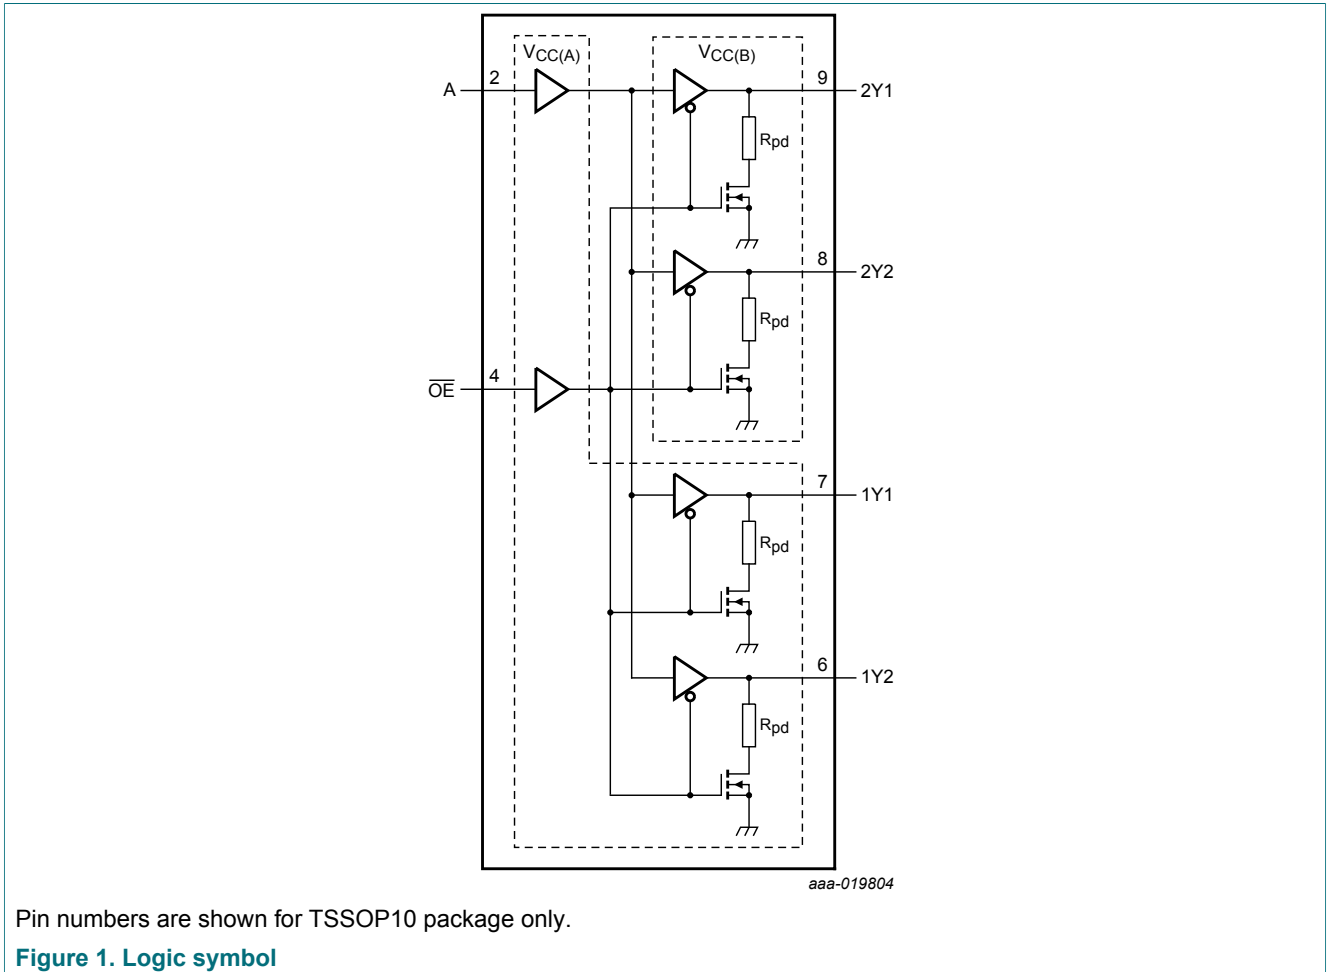 VCC(A) VCC(B)
A 2 9 2Y1
Rpd
8 2Y2
Rpd
OE 4
7 1Y1
Rpd
6 1Y2
Rpd
aaa-019804
Pin numbers are shown for TSSOP10 package only.
Figure 1. Logic symbol